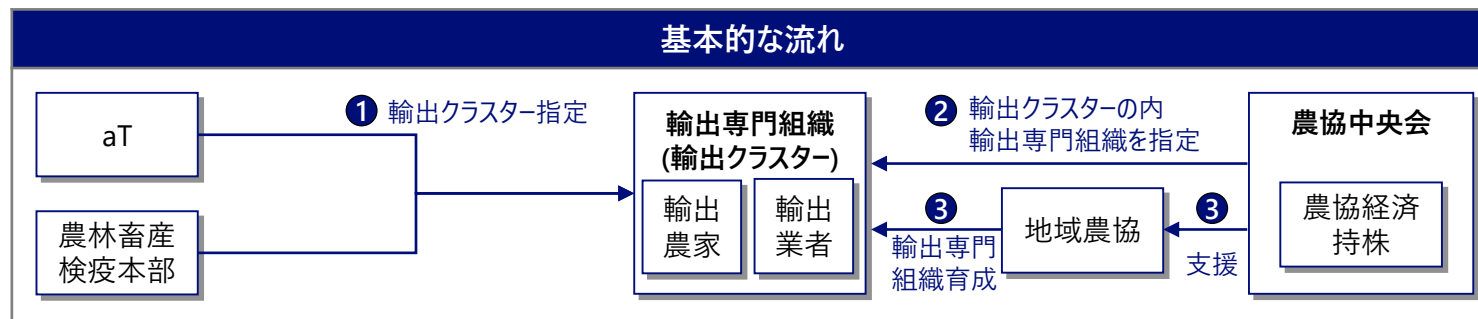 基本的な流れ
aT
農林畜産
検疫本部
❶ 輸出クラスター指定
輸出専門組織
(輸出クラスター)
輸出
農家
輸出
業者
❷ 輸出クラスターの内
輸出専門組織を指定
❸
輸出専門
組織育成
地域農協
❸
支援
農協中央会
農協経済
持株